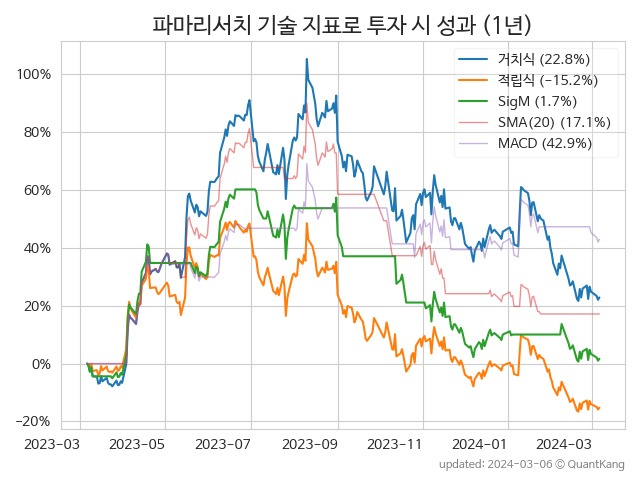 파마리서치 기술 지표로 투자 시 성과 (1년)
거치식 (22.8%)
적립식 (−15.2%)
SigM (1.7%)
SMA(20) (17.1%)
MACD (42.9%)
100%
80%
60%
40%
20%
0%
−20%
2023−03
2023−05
2023−07
2023−09
2023−11
2024−01
2024−03
updated: 2024−03−06 ⓒ QuantKang